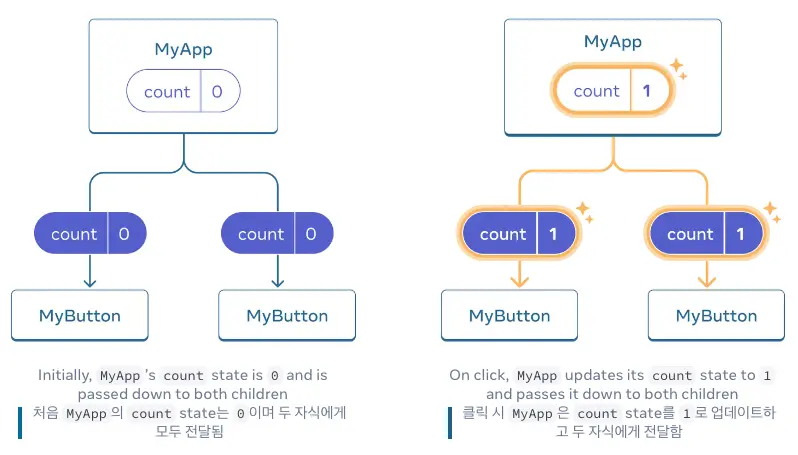 MyApp
count 0
count 0
count 0
MyButton
MyButton
Initially, MyApp's count state is 0 and is
passed down to both children
처음 MyApp 의 count state는 0 이며 두 자식에게
모두 전달됨
MyApp
count 1
count 1
count 1
MyButton
MyButton
On click, MyApp updates its count state to 1
and passes it down to both children
클릭 시 MyApp 은 count state를 1 로 업데이트하
고 두 자식에게 전달함